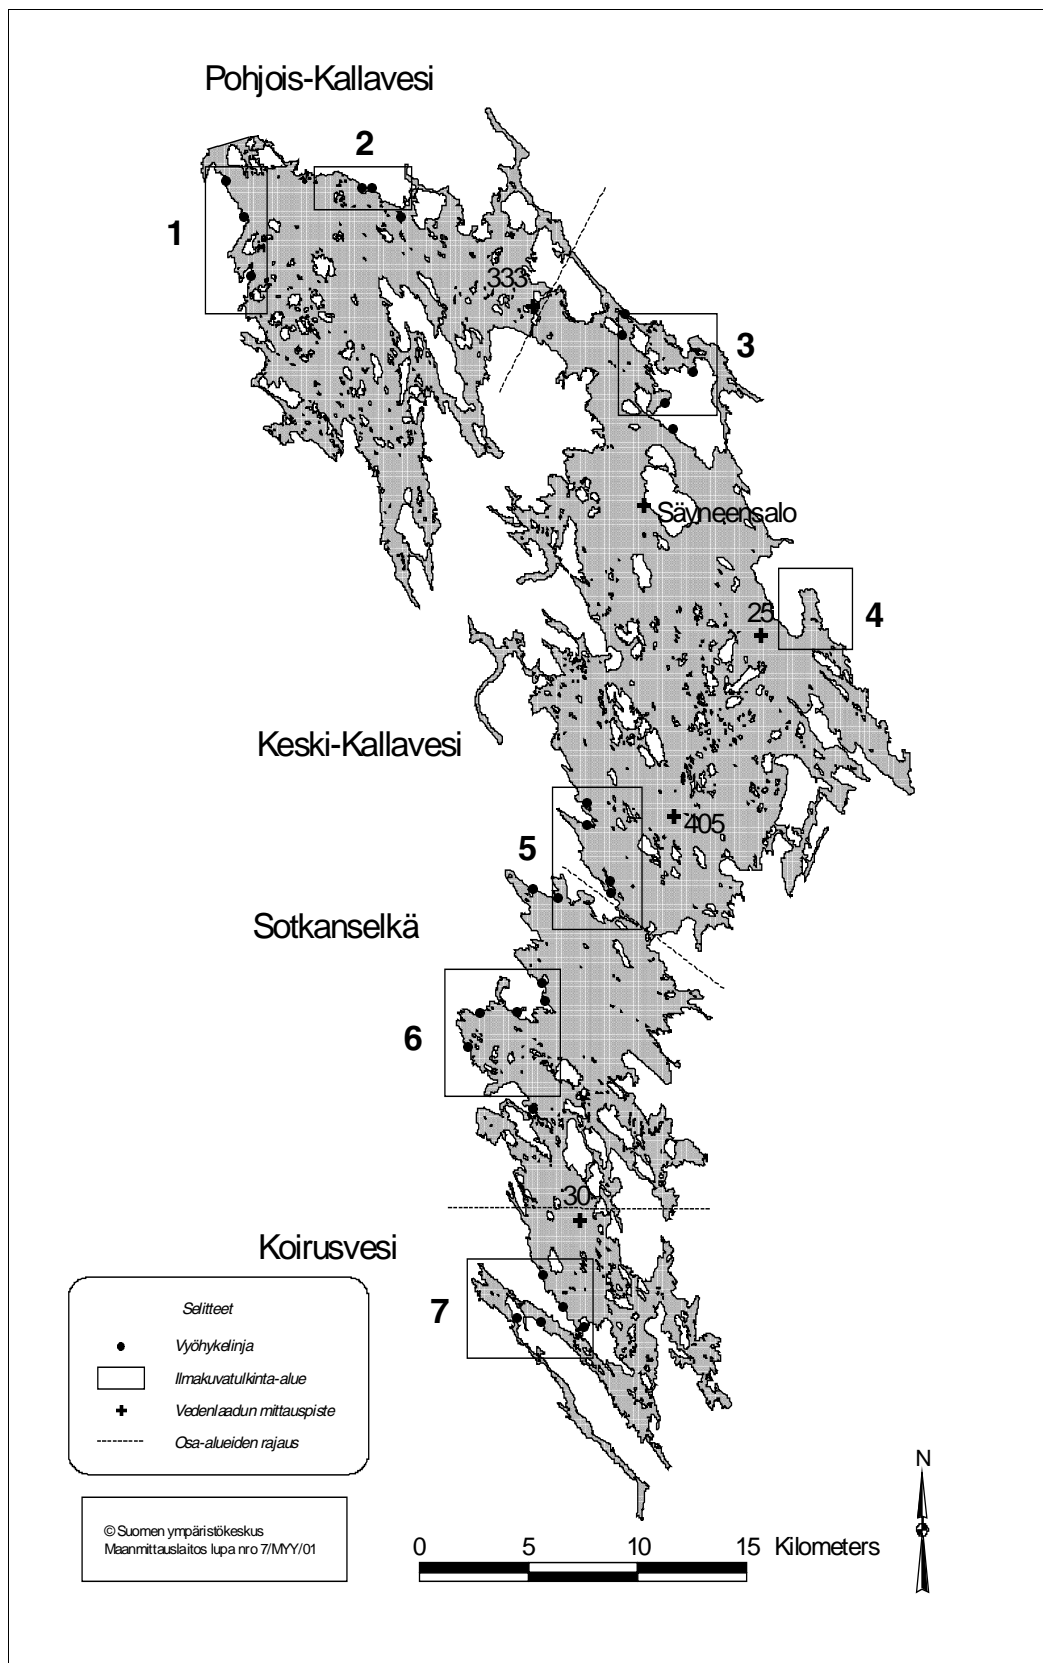 Pohjois-Kallavesi
2
1
333
3
Säyneensalo
25
4
Keski-Kallavesi
405
5
Sotkanselkä
6
30
Koirusvesi
7
Selitteet
Vyöhykelinja
Ilmakuvatulkinta-alue
Vedenlaadun mittauspiste
Osa-alueiden rajaus
© Suomen ympäristökeskus
Maanmittauslaitos lupa nro 7/MYY/01
0 5 10 15 Kilometers
N